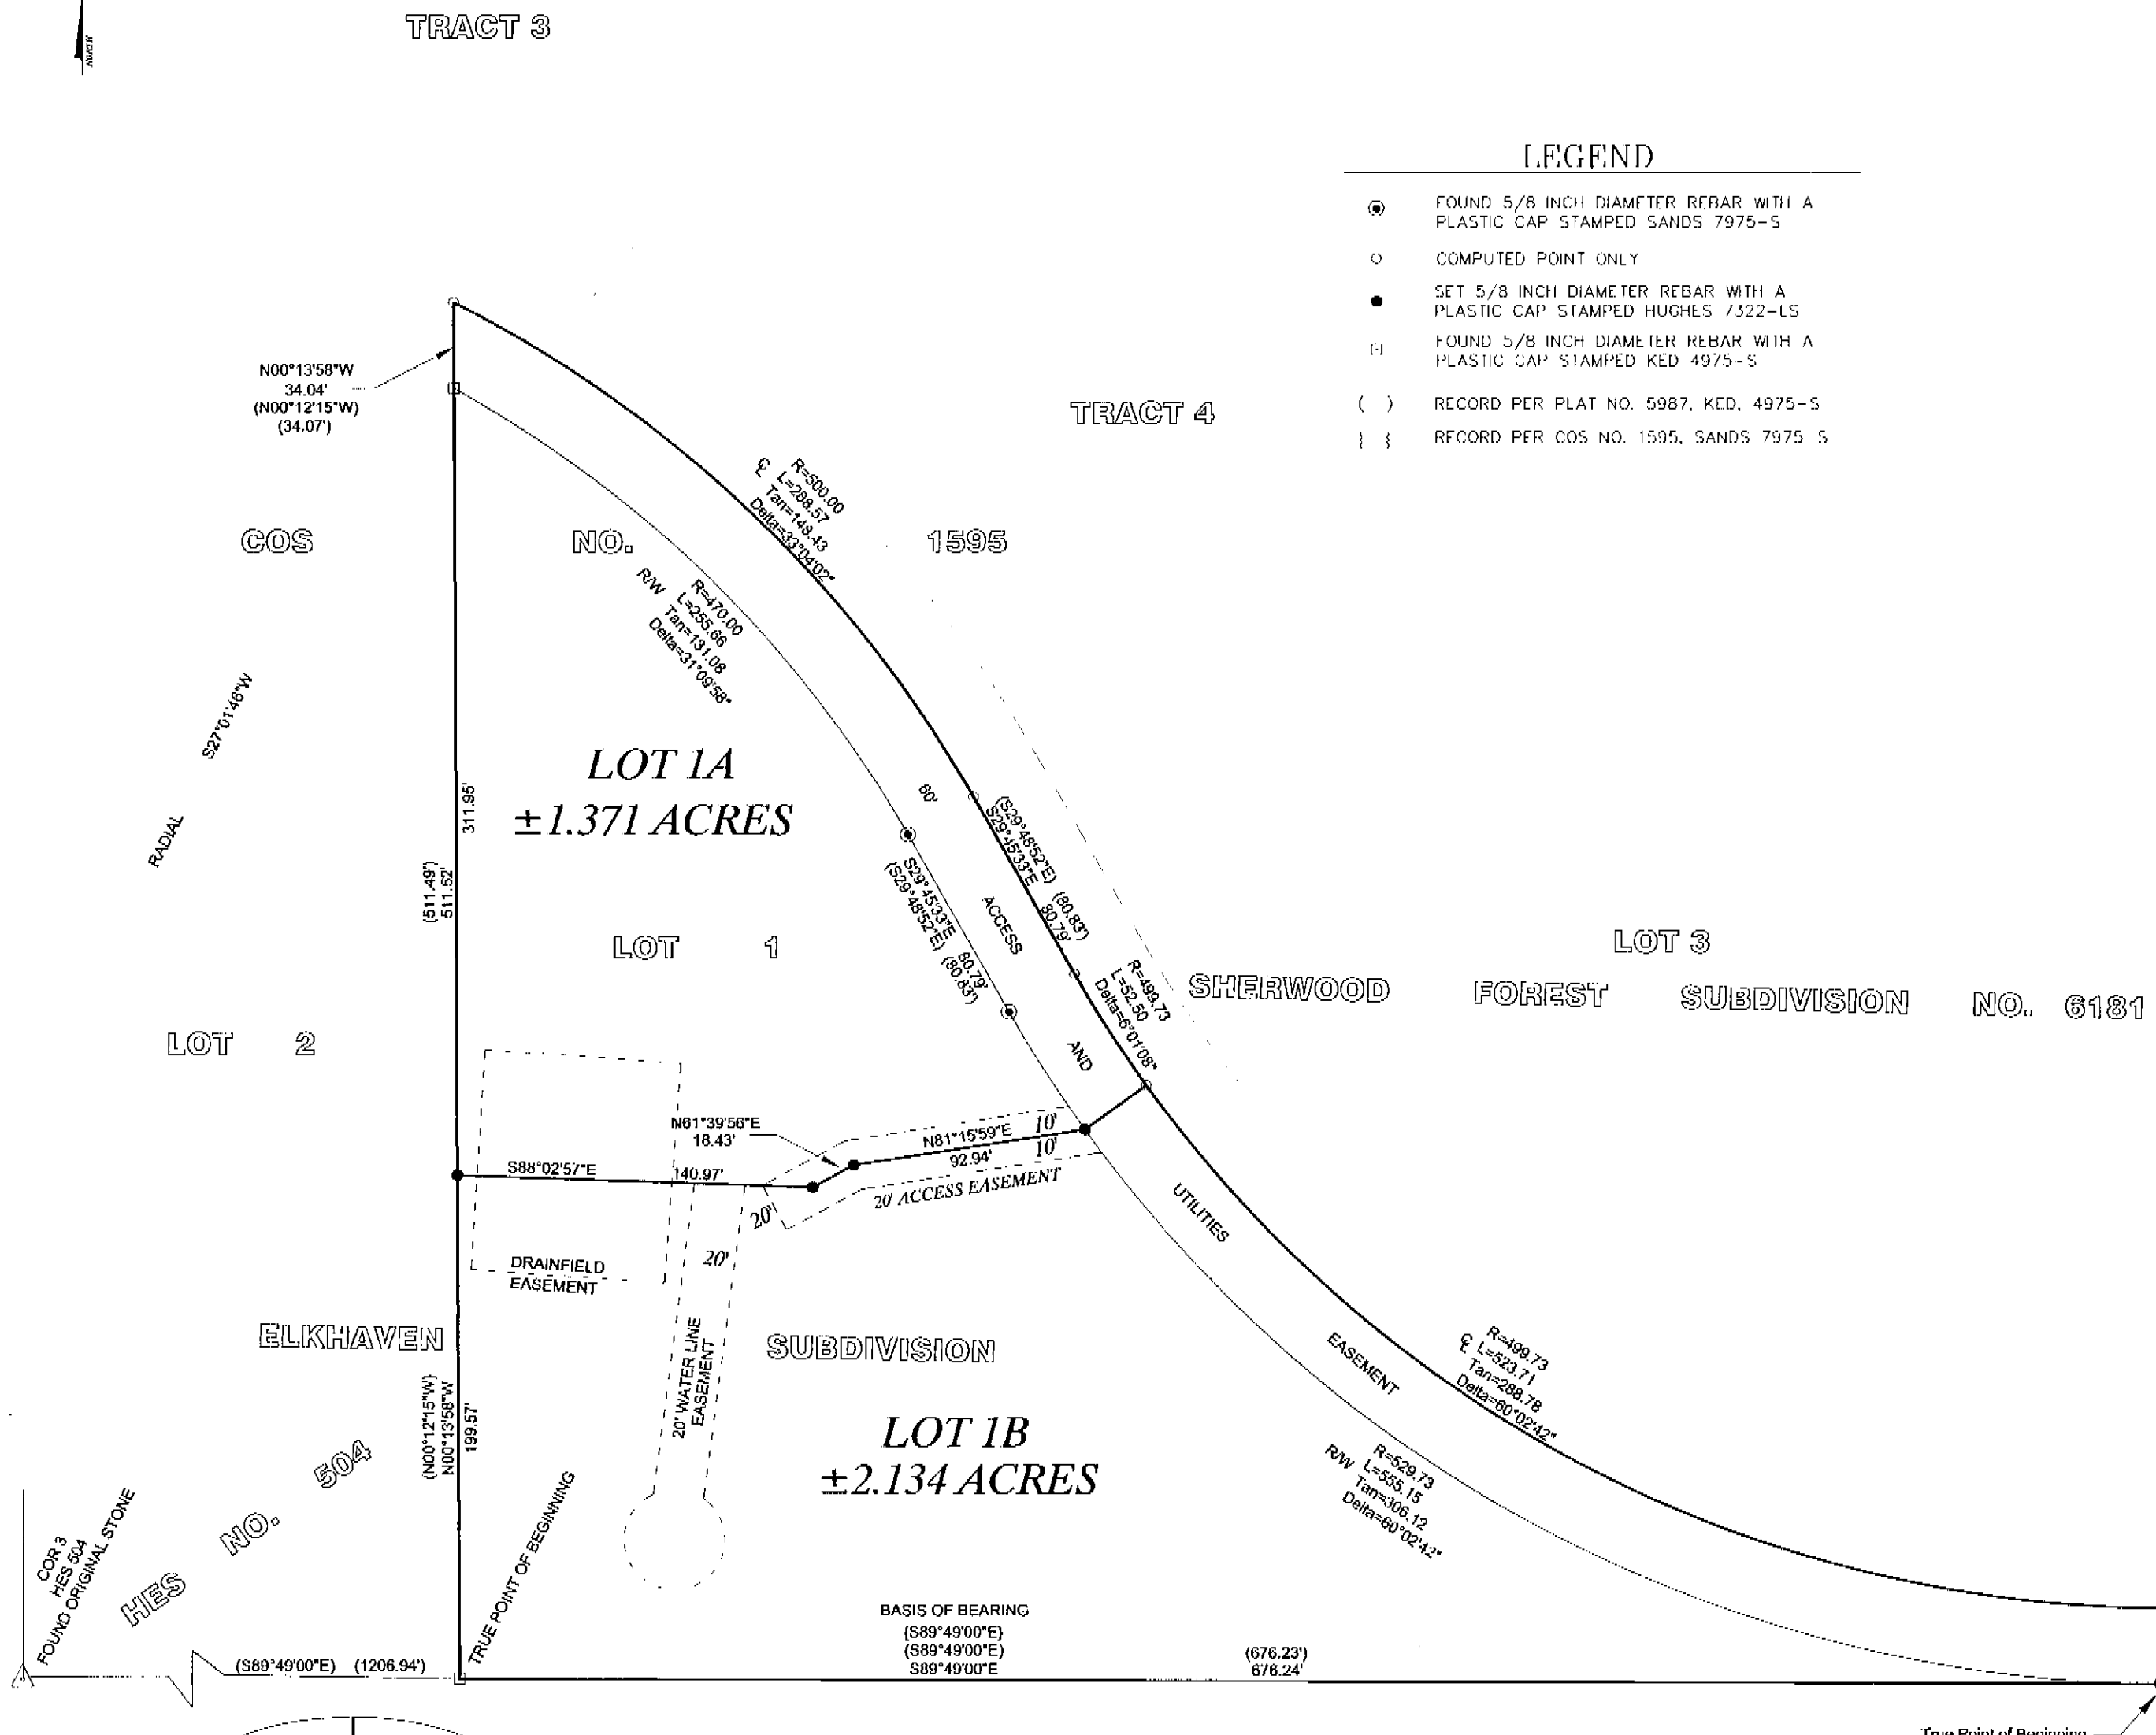 NORTH
TRACT 3
LEGEND
FOUND 5/8 INCH DIAMETER REBAR WITH A
PLASTIC CAP STAMPED SANDS 7975-S
COMPUTED POINT ONLY
SET 5/8 INCH DIAMETER REBAR WITH A
PLASTIC CAP STAMPED HUGHES 7322-LS
FOUND 5/8 INCH DIAMETER REBAR WITH A
PLASTIC CAP STAMPED KED 4975-S
( ) RECORD PER PLAT NO. 5987, KED, 4975-S
{ } RECORD PER COS NO. 1595, SANDS 7975 S
N00°13'58"W
34.04'
(N00°12'15"W)
(34.07')
TRACT 4
R=500.00
℄ L=288.57
Tan=148.43
Delta=33°04'02"
COS NO. 1595
R=470.00
R/W L=255.66
Tan=131.08
Delta=31°09'58"
S27°01'46"W
RADIAL
LOT 1A
±1.371 ACRES
311.95'
(511.49')
511.52'
60'
(S29°48'52"E) (80.83')
S29°45'33"E 80.79'
S29°45'33"E 80.79'
(S29°48'52"E) (80.83')
ACCESS
AND
UTILITIES
EASEMENT
LOT 1
R=499.73
L=52.50
Delta=6°01'08"
LOT 3
SHERWOOD FOREST SUBDIVISION NO. 6181
LOT 2
N61°39'56"E
18.43'
N81°15'59"E 10'
92.94' 10'
S88°02'57"E 140.97'
20' ACCESS EASEMENT
20'
20'
DRAINFIELD
EASEMENT
20' WATER LINE
EASEMENT
ELKHAVEN SUBDIVISION
R=499.73
℄ L=523.71
Tan=288.78
Delta=60°02'42"
(N00°12'15"W)
N00°13'58"W
199.57'
LOT 1B
±2.134 ACRES
R=529.73
R/W L=555.15
Tan=306.12
Delta=60°02'42"
HES NO. 504
COR 3
HES 504
FOUND ORIGINAL STONE
TRUE POINT OF BEGINNING
BASIS OF BEARING
{S89°49'00"E}
(S89°49'00"E) (676.23')
S89°49'00"E 676.24'
(S89°49'00"E) (1206.94')
True Point of Beginning